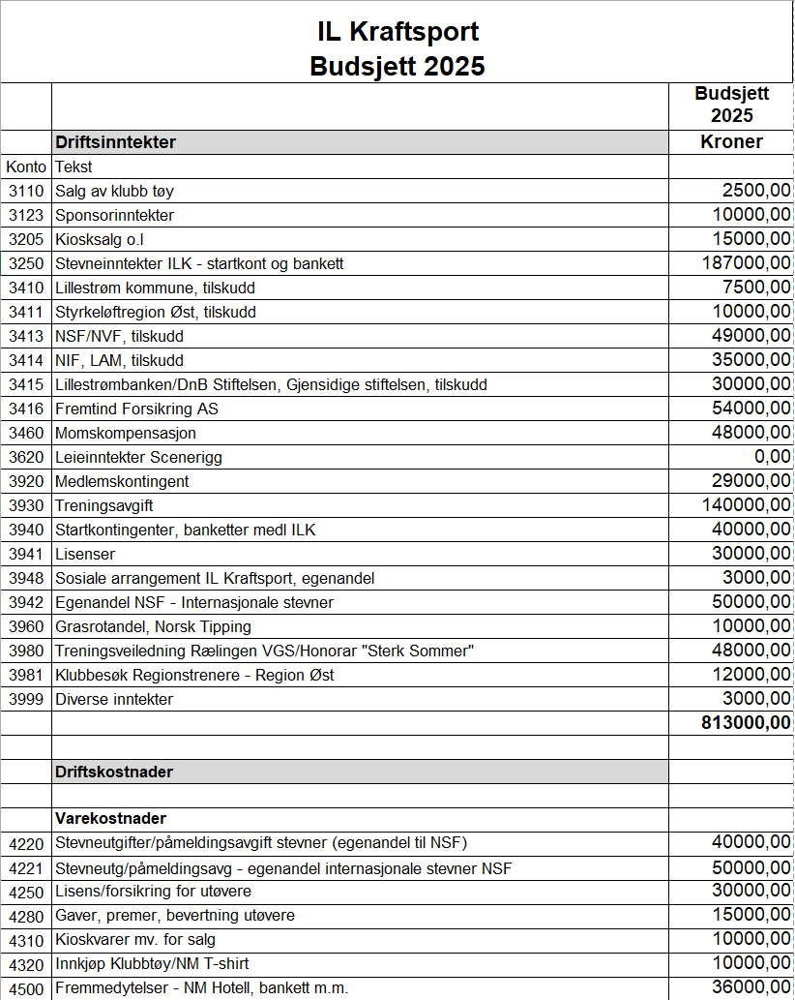 IL Kraftsport
Budsjett 2025
Budsjett
2025
Driftsinntekter Kroner
Konto Tekst
3110 Salg av klubb tøy 2500,00
3123 Sponsorinntekter 10000,00
3205 Kiosksalg o.l 15000,00
3250 Stevneinntekter ILK - startkont og bankett 187000,00
3410 Lillestrøm kommune, tilskudd 7500,00
3411 Styrkeløftregion Øst, tilskudd 10000,00
3413 NSF/NVF, tilskudd 49000,00
3414 NIF, LAM, tilskudd 35000,00
3415 Lillestrømbanken/DnB Stiftelsen, Gjensidige stiftelsen, tilskudd 30000,00
3416 Fremtind Forsikring AS 54000,00
3460 Momskompensasjon 48000,00
3620 Leieinntekter Scenerigg 0,00
3920 Medlemskontingent 29000,00
3930 Treningsavgift 140000,00
3940 Startkontingenter, banketter medl ILK 40000,00
3941 Lisenser 30000,00
3948 Sosiale arrangement IL Kraftsport, egenandel 3000,00
3942 Egenandel NSF - Internasjonale stevner 50000,00
3960 Grasrotandel, Norsk Tipping 10000,00
3980 Treningsveiledning Rælingen VGS/Honorar "Sterk Sommer" 48000,00
3981 Klubbesøk Regionstrenere - Region Øst 12000,00
3999 Diverse inntekter 3000,00
813000,00
Driftskostnader
Varekostnader
4220 Stevneutgifter/påmeldingsavgift stevner (egenandel til NSF) 40000,00
4221 Stevneutg/påmeldingsavg - egenandel internasjonale stevner NSF 50000,00
4250 Lisens/forsikring for utøvere 30000,00
4280 Gaver, premer, bevertning utøvere 15000,00
4310 Kioskvarer mv. for salg 10000,00
4320 Innkjøp Klubbtøy/NM T-shirt 10000,00
4500 Fremmedytelser - NM Hotell, bankett m.m. 36000,00